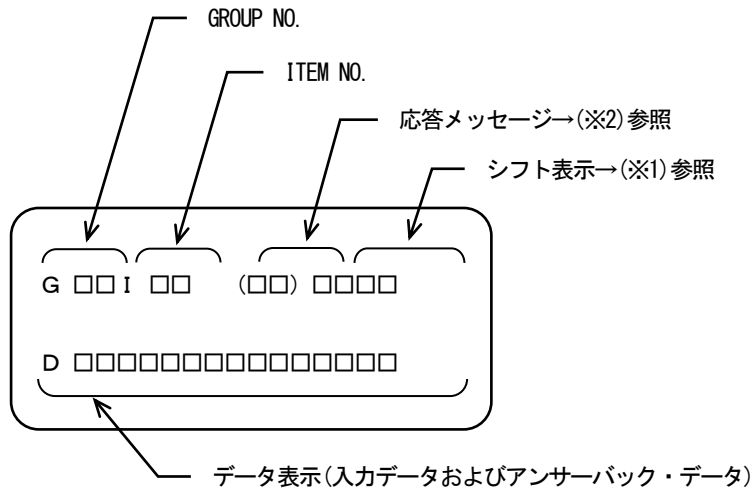 GROUP NO.
ITEM NO.
応答メッセージ→(※2)参照
シフト表示→(※1)参照
G □□ I □□ (□□) □□□□
D □□□□□□□□□□□□□□□
データ表示(入力データおよびアンサーバック・データ)